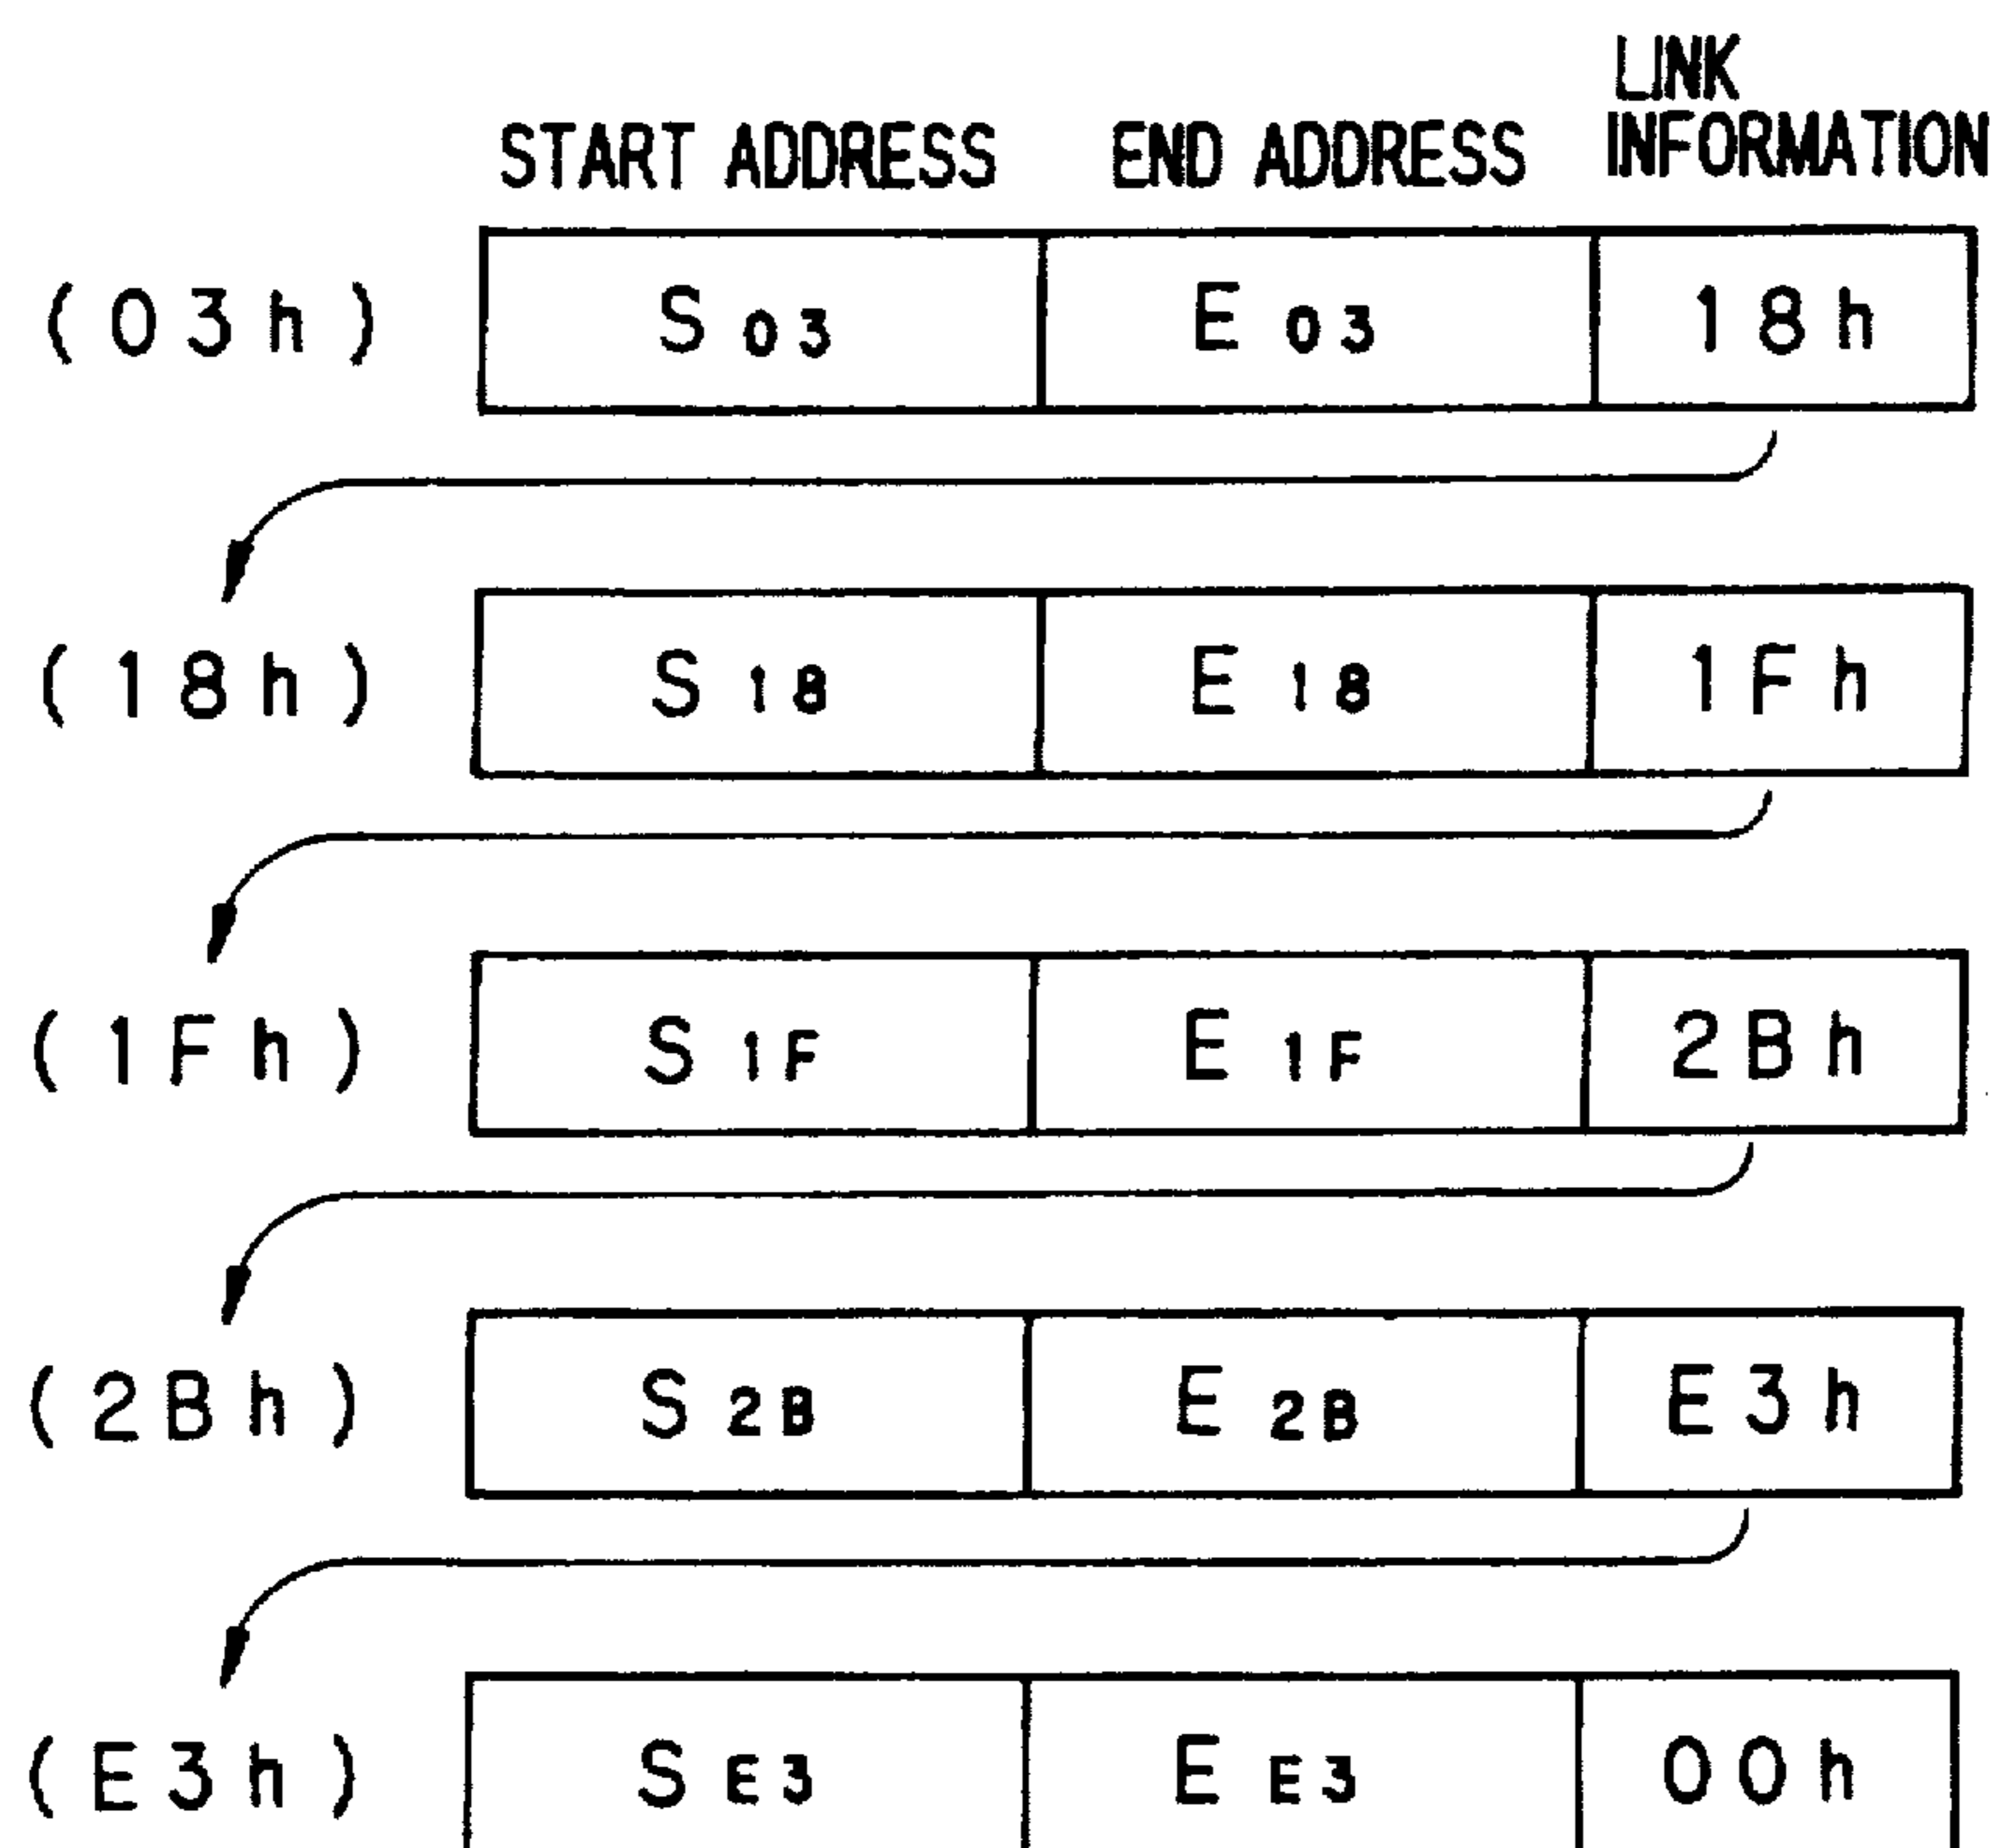 LINK
START ADDRESS END ADDRESS INFORMATION
(03h) S03 E03 18h
(18h) S18 E18 1Fh
(1Fh) S1F E1F 2Bh
(2Bh) S2B E2B E3h
(E3h) SE3 EE3 00h